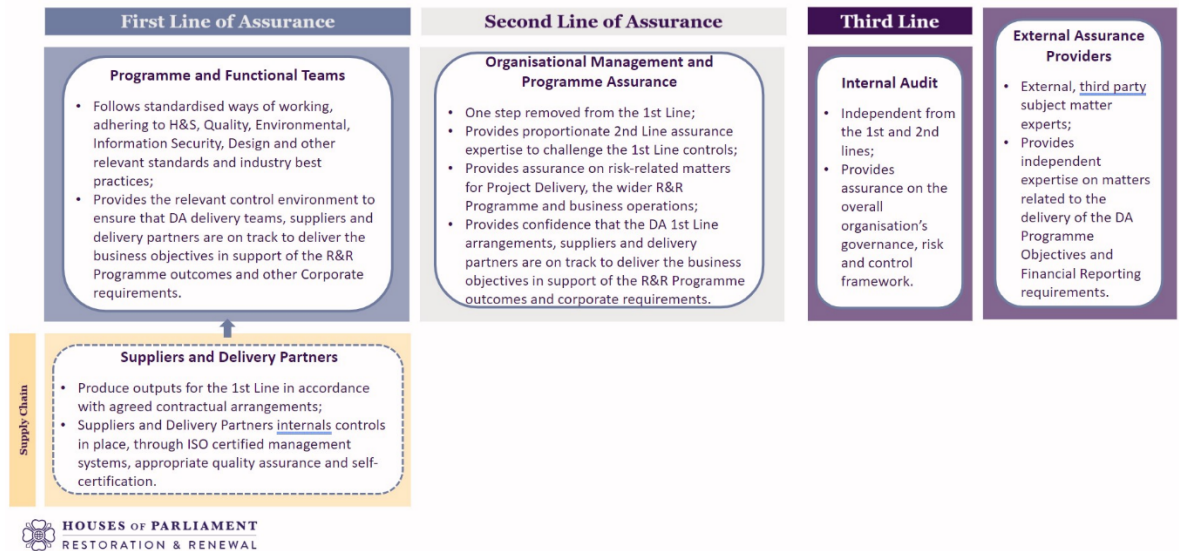 First Line of Assurance
Programme and Functional Teams
• Follows standardised ways of working,
adhering to H&S, Quality, Environmental,
Information Security, Design and other
relevant standards and industry best
practices;
• Provides the relevant control environment to
ensure that DA delivery teams, suppliers and
delivery partners are on track to deliver the
business objectives in support of the R&R
Programme outcomes and other Corporate
requirements.
Second Line of Assurance
Organisational Management and
Programme Assurance
• One step removed from the 1st Line;
• Provides proportionate 2nd Line assurance
expertise to challenge the 1st Line controls;
• Provides assurance on risk-related matters
for Project Delivery, the wider R&R
Programme and business operations;
• Provides confidence that the DA 1st Line
arrangements, suppliers and delivery
partners are on track to deliver the business
objectives in support of the R&R Programme
outcomes and corporate requirements.
Third Line
Internal Audit
• Independent from
the 1st and 2nd
lines;
• Provides
assurance on the
overall
organisation's
governance, risk
and control
framework.
External Assurance
Providers
• External, third party
subject matter
experts;
• Provides
independent
expertise on matters
related to the
delivery of the DA
Programme
Objectives and
Financial Reporting
requirements.
Supply Chain
Suppliers and Delivery Partners
• Produce outputs for the 1st Line in accordance
with agreed contractual arrangements;
• Suppliers and Delivery Partners internals controls
in place, through ISO certified management
systems, appropriate quality assurance and self-
certification.
HOUSES OF PARLIAMENT
RESTORATION & RENEWAL